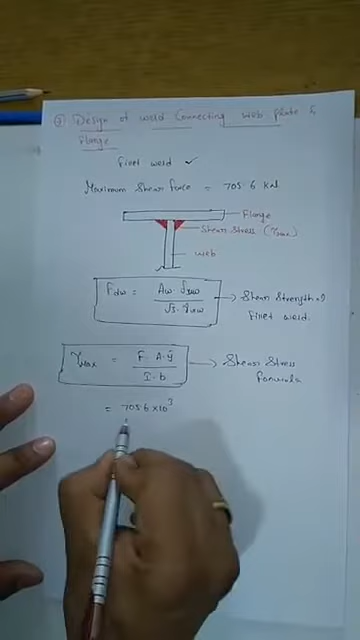 ② Design of weld Connecting web plate &
Flange
Fillet weld ✓
Maximum Shear force = 705.6 kN
Flange
Shear Stress (τmax)
web
Fdw = Aw · fuw / √3 · γmw → Shear Strength of
Fillet weld.
τmax = F · A · ȳ / I · b → Shear Stress
formula
= 705.6 × 10³